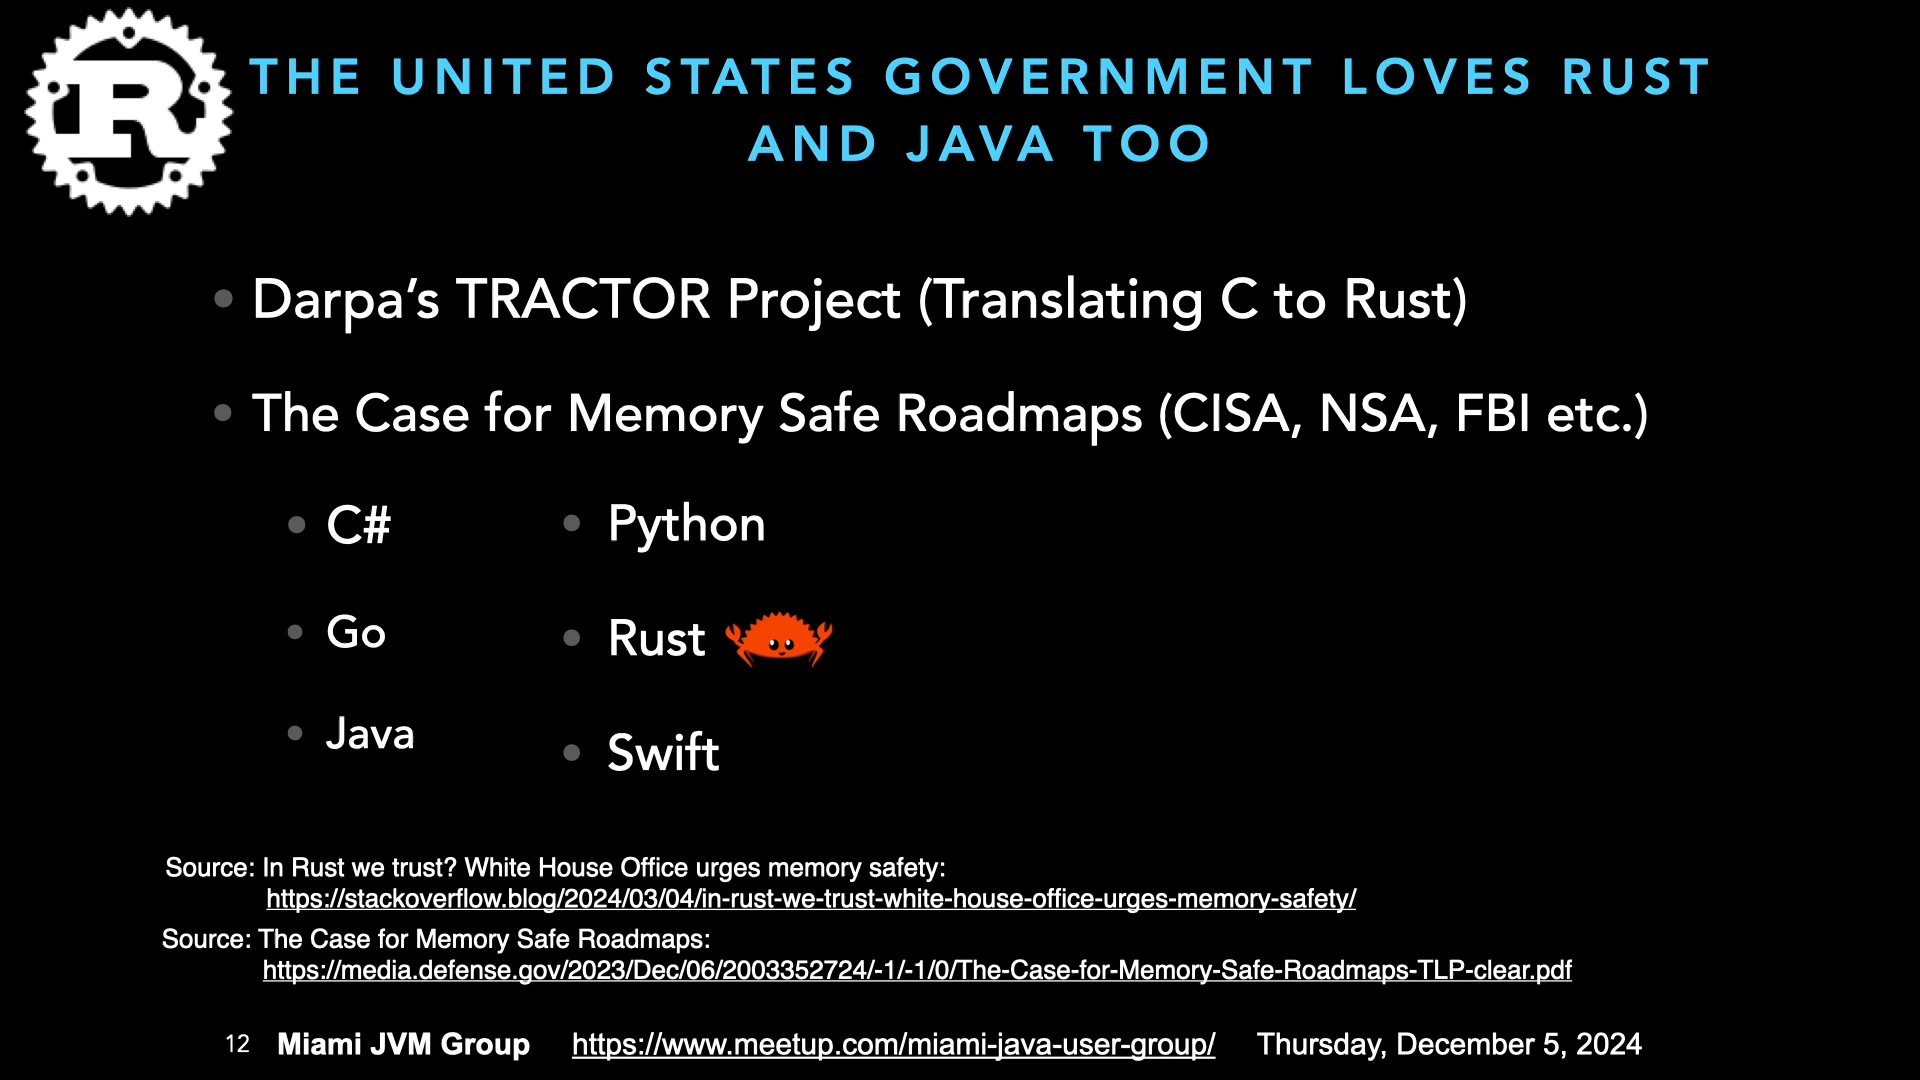 THE UNITED STATES GOVERNMENT LOVES RUST
AND JAVA TOO
• Darpa’s TRACTOR Project (Translating C to Rust)
• The Case for Memory Safe Roadmaps (CISA, NSA, FBI etc.)
• C#
• Go
• Java
• Python
• Rust
• Swift
Source: In Rust we trust? White House Office urges memory safety:
https://stackoverflow.blog/2024/03/04/in-rust-we-trust-white-house-office-urges-memory-safety/
Source: The Case for Memory Safe Roadmaps:
https://media.defense.gov/2023/Dec/06/2003352724/-1/-1/0/The-Case-for-Memory-Safe-Roadmaps-TLP-clear.pdf
12 Miami JVM Group https://www.meetup.com/miami-java-user-group/ Thursday, December 5, 2024